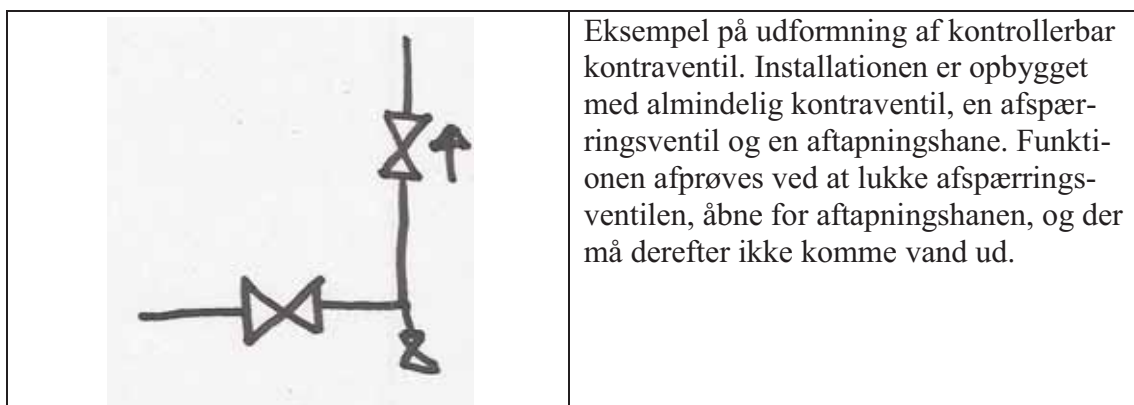 Eksempel på udformning af kontrollerbar
kontraventil. Installationen er opbygget
med almindelig kontraventil, en afspær-
ringsventil og en aftapningshane. Funkti-
onen afprøves ved at lukke afspærrings-
ventilen, åbne for aftapningshanen, og der
må derefter ikke komme vand ud.